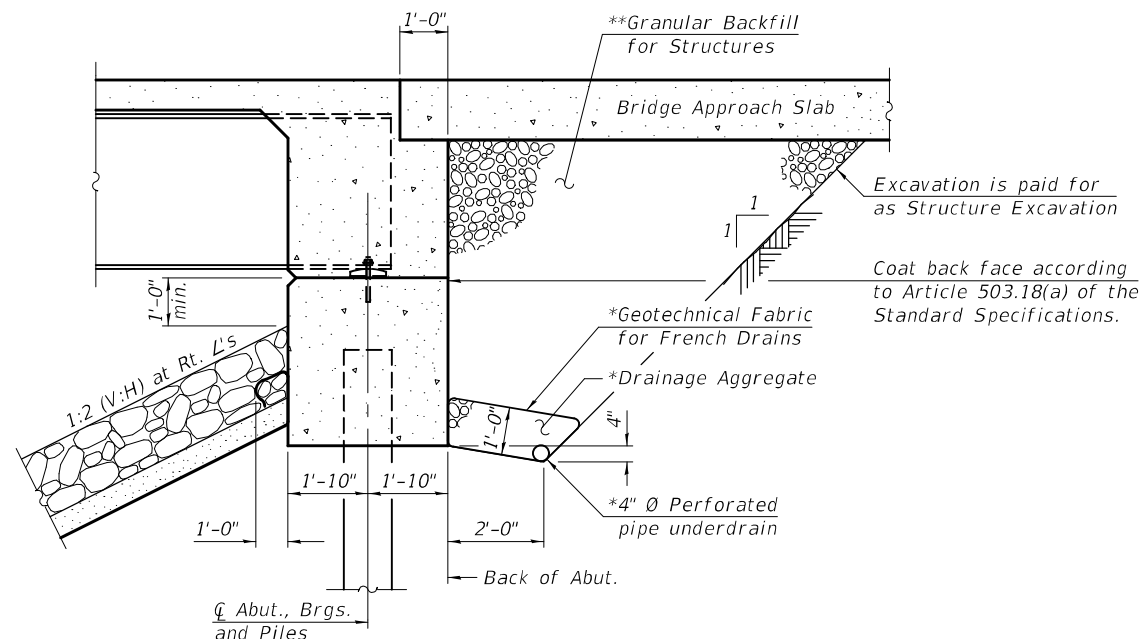 1'-0"
**Granular Backfill
for Structures
Bridge Approach Slab
Excavation is paid for
as Structure Excavation
1
1
Coat back face according
to Article 503.18(a) of the
Standard Specifications.
1'-0"
min.
*Geotechnical Fabric
for French Drains
*Drainage Aggregate
1:2 (V:H) at Rt. ∠'s
1'-0"
4"
1'-10"
1'-10"
*4" Ø Perforated
pipe underdrain
1'-0"
2'-0"
Back of Abut.
℄ Abut., Brgs.
and Piles